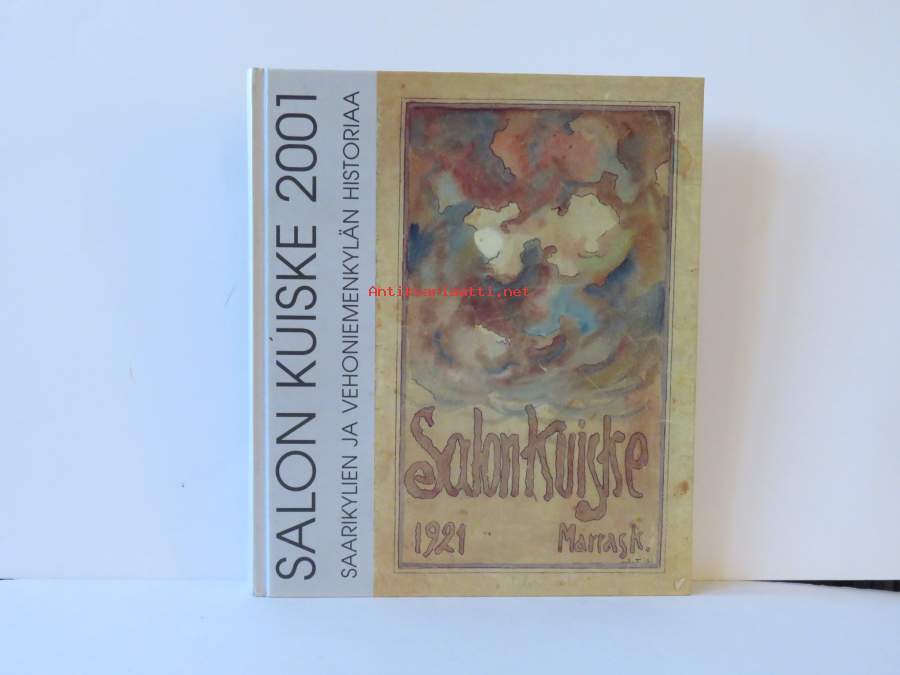 SALON KUISKE 2001
SAARIKYLIEN JA VEHONIEMENKYLÄN HISTORIAA
Antikvariaatti.net
Salon Kuiske
1921 Marrask.